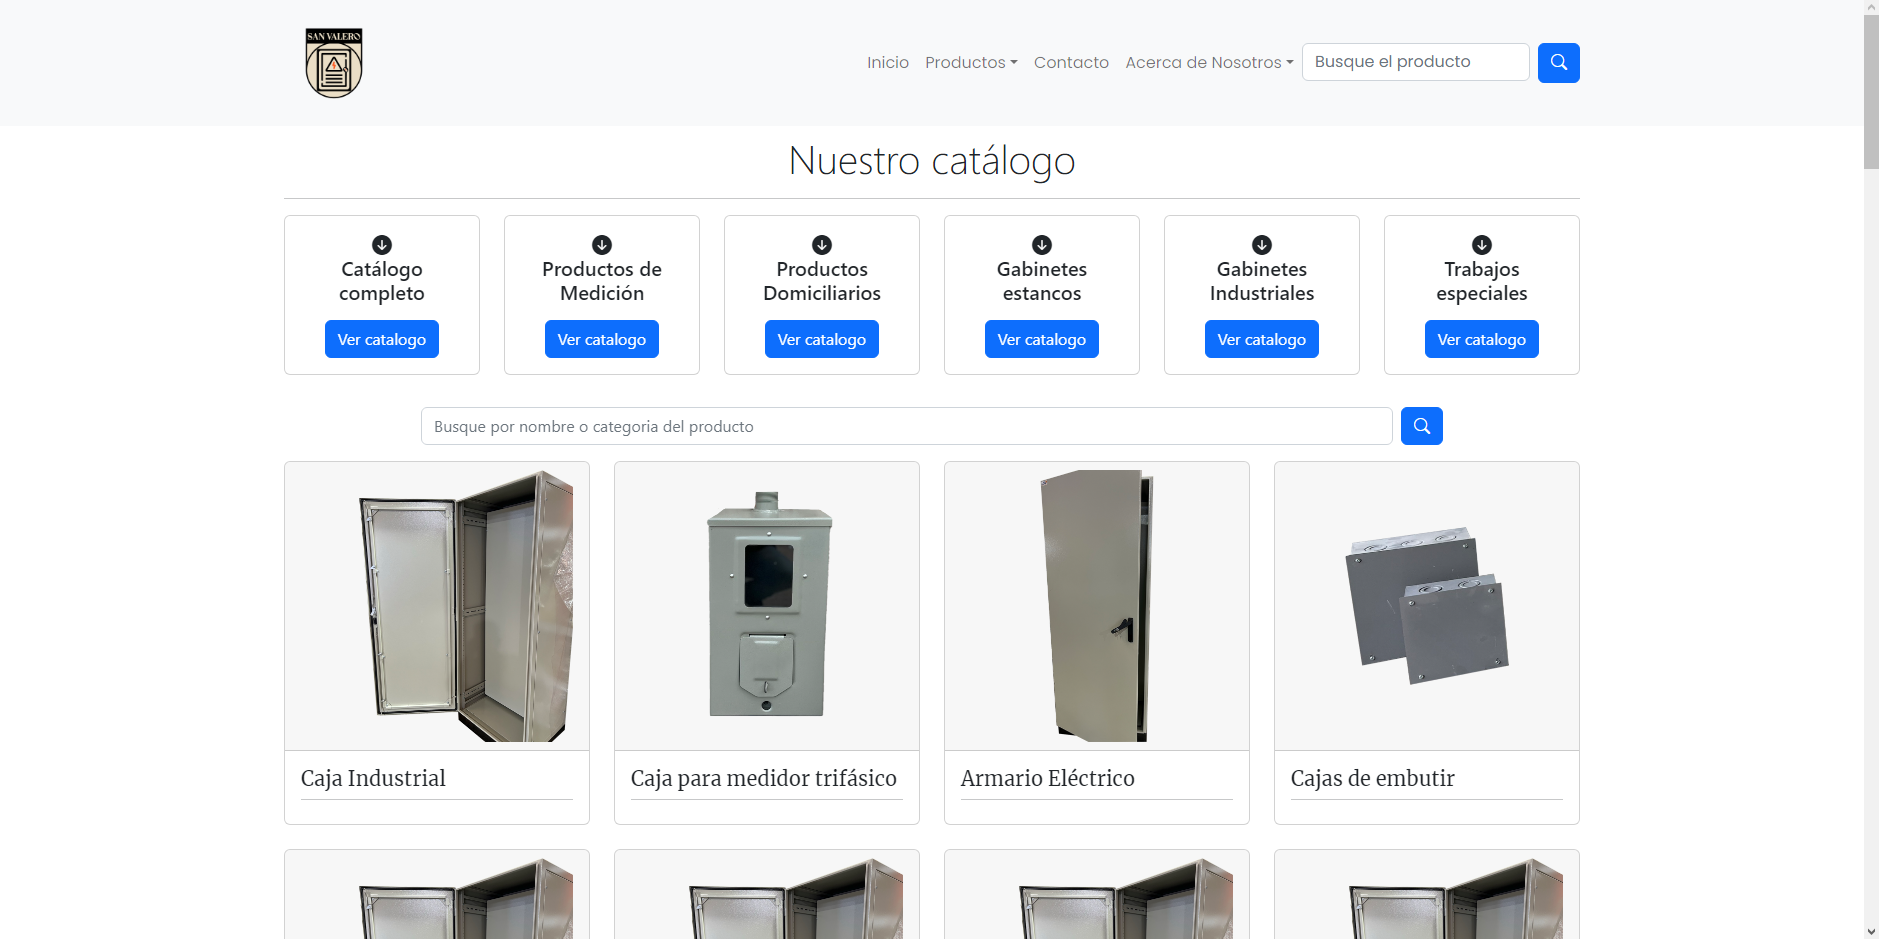 SAN VALERO
Inicio Productos Contacto Acerca de Nosotros Busque el producto
Nuestro catálogo
Catálogo completo
Ver catalogo
Productos de Medición
Ver catalogo
Productos Domiciliarios
Ver catalogo
Gabinetes estancos
Ver catalogo
Gabinetes Industriales
Ver catalogo
Trabajos especiales
Ver catalogo
Busque por nombre o categoria del producto
Caja Industrial
Caja para medidor trifásico
Armario Eléctrico
Cajas de embutir